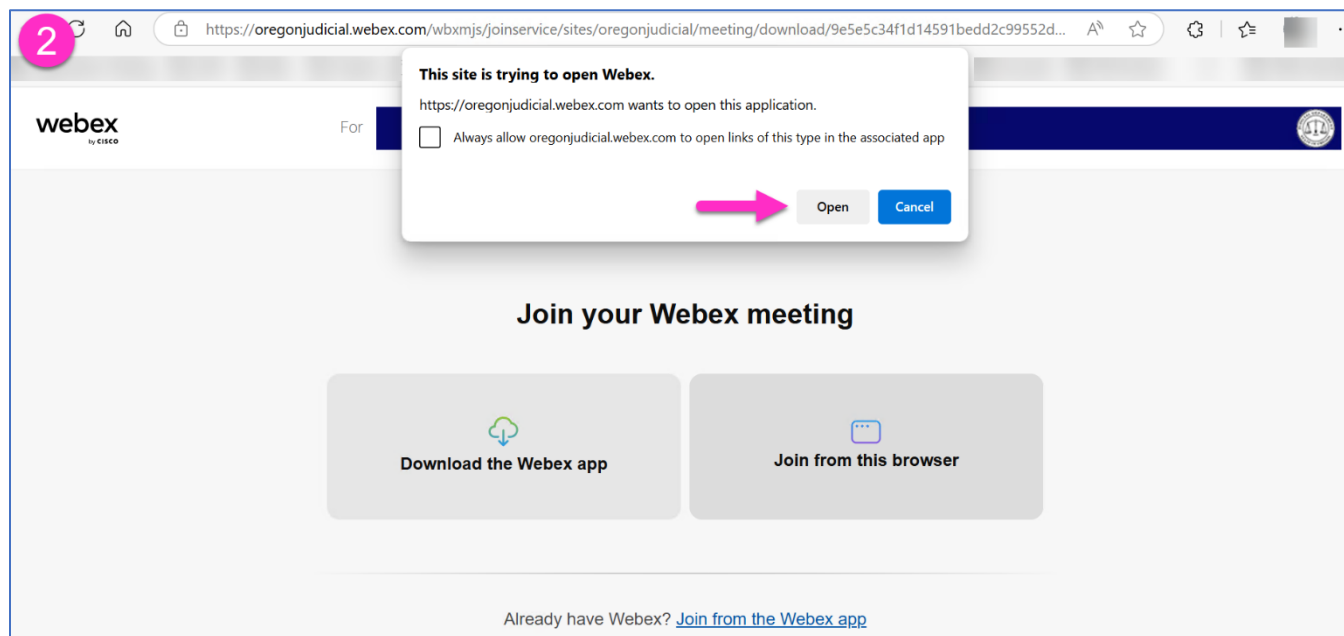 2
https://oregonjudicial.webex.com/wbxmjs/joinservice/sites/oregonjudicial/meeting/download/9e5e5c34f1d14591bedd2c99552d...
This site is trying to open Webex.
https://oregonjudicial.webex.com wants to open this application.
Always allow oregonjudicial.webex.com to open links of this type in the associated app
Open Cancel
webex
by CISCO
For
Join your Webex meeting
Download the Webex app
Join from this browser
Already have Webex? Join from the Webex app